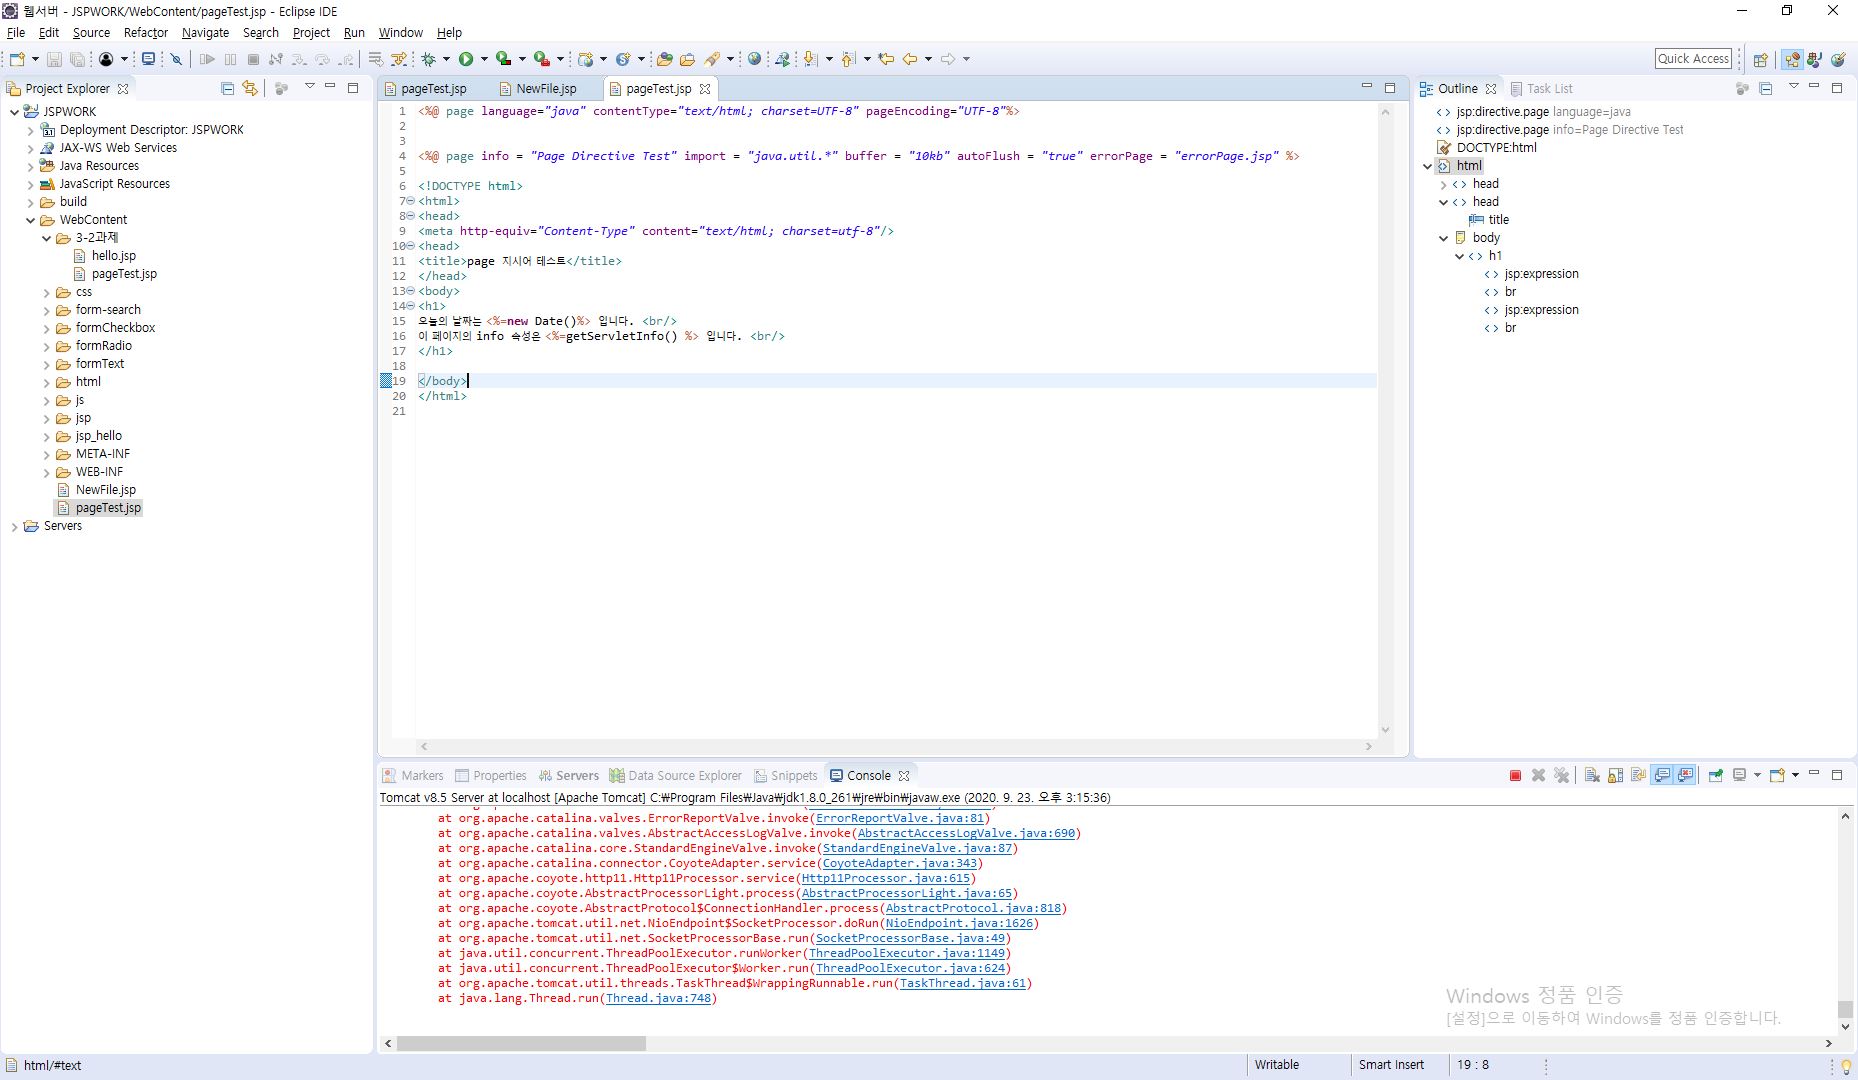 웹서버 - JSPWORK/WebContent/pageTest.jsp - Eclipse IDE
File Edit Source Refactor Navigate Search Project Run Window Help
Quick Access
Project Explorer
JSPWORK
Deployment Descriptor: JSPWORK
JAX-WS Web Services
Java Resources
JavaScript Resources
build
WebContent
3-2과제
hello.jsp
pageTest.jsp
css
form-search
formCheckbox
formRadio
formText
html
js
jsp
jsp_hello
META-INF
WEB-INF
NewFile.jsp
pageTest.jsp
Servers
pageTest.jsp NewFile.jsp pageTest.jsp
1 <%@ page language="java" contentType="text/html; charset=UTF-8" pageEncoding="UTF-8"%>
2
3
4 <%@ page info = "Page Directive Test" import = "java.util.*" buffer = "10kb" autoFlush = "true" errorPage = "errorPage.jsp" %>
5
6 <!DOCTYPE html>
7 <html>
8 <head>
9 <meta http-equiv="Content-Type" content="text/html; charset=utf-8"/>
10 <head>
11 <title>page 지시어 테스트</title>
12 </head>
13 <body>
14 <h1>
15 오늘의 날짜는 <%=new Date()%> 입니다. <br/>
16 이 페이지의 info 속성은 <%=getServletInfo() %> 입니다. <br/>
17 </h1>
18
19 </body>
20 </html>
21
Outline Task List
jsp:directive.page language=java
jsp:directive.page info=Page Directive Test
DOCTYPE:html
html
head
head
title
body
h1
jsp:expression
br
jsp:expression
br
Markers Properties Servers Data Source Explorer Snippets Console
Tomcat v8.5 Server at localhost [Apache Tomcat] C:₩Program Files₩Java₩jdk1.8.0_261₩jre₩bin₩javaw.exe (2020. 9. 23. 오후 3:15:36)
at org.apache.catalina.valves.ErrorReportValve.invoke(ErrorReportValve.java:81)
at org.apache.catalina.valves.AbstractAccessLogValve.invoke(AbstractAccessLogValve.java:690)
at org.apache.catalina.core.StandardEngineValve.invoke(StandardEngineValve.java:87)
at org.apache.catalina.connector.CoyoteAdapter.service(CoyoteAdapter.java:343)
at org.apache.coyote.http11.Http11Processor.service(Http11Processor.java:615)
at org.apache.coyote.AbstractProcessorLight.process(AbstractProcessorLight.java:65)
at org.apache.coyote.AbstractProtocol$ConnectionHandler.process(AbstractProtocol.java:818)
at org.apache.tomcat.util.net.NioEndpoint$SocketProcessor.doRun(NioEndpoint.java:1626)
at org.apache.tomcat.util.net.SocketProcessorBase.run(SocketProcessorBase.java:49)
at java.util.concurrent.ThreadPoolExecutor.runWorker(ThreadPoolExecutor.java:1149)
at java.util.concurrent.ThreadPoolExecutor$Worker.run(ThreadPoolExecutor.java:624)
at org.apache.tomcat.util.threads.TaskThread$WrappingRunnable.run(TaskThread.java:61)
at java.lang.Thread.run(Thread.java:748)
Windows 정품 인증
[설정]으로 이동하여 Windows를 정품 인증합니다.
html/#text Writable Smart Insert 19 : 8